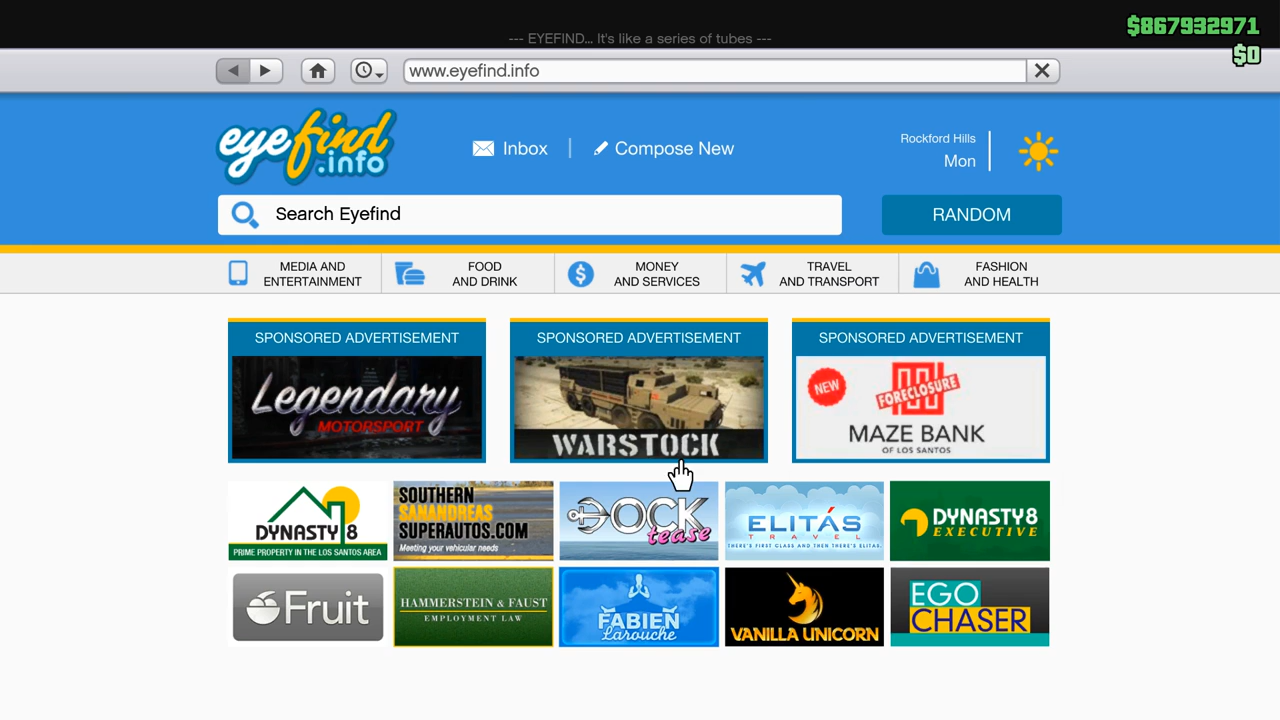 --- EYEFIND... It's like a series of tubes ---
$867932971
$0
www.eyefind.info
eyefind
.info
Inbox
Compose New
Rockford Hills
Mon
Search Eyefind
RANDOM
MEDIA AND
ENTERTAINMENT
FOOD
AND DRINK
MONEY
AND SERVICES
TRAVEL
AND TRANSPORT
FASHION
AND HEALTH
SPONSORED ADVERTISEMENT
Legendary
MOTORSPORT
SPONSORED ADVERTISEMENT
WARSTOCK
SPONSORED ADVERTISEMENT
NEW
FORECLOSURE
MAZE BANK
OF LOS SANTOS
DYNASTY 8
PRIME PROPERTY IN THE LOS SANTOS AREA
SOUTHERN
SANANDREAS
SUPERAUTOS.COM
Meeting your vehicular needs
DOCK
tease
ELITÁS
TRAVEL
THERE'S FIRST CLASS AND THEN THERE'S ELITÁS.
DYNASTY 8
EXECUTIVE
Fruit
HAMMERSTEIN & FAUST
EMPLOYMENT LAW
FABIEN
Larouche
VANILLA UNICORN
EGO
CHASER